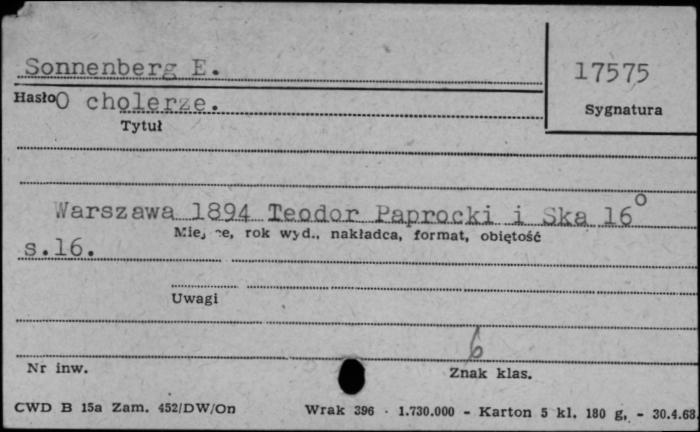 Sonnenberg E.
17575
Hasło O cholerze.
Sygnatura
Tytuł
Warszawa 1894 Teodor Paprocki i Ska 16°
Miejsce, rok wyd., nakładca, format, obiętość
s.16.
Uwagi
6
Nr inw.
Znak klas.
CWD B 15a Zam. 452/DW/On Wrak 396 - 1.730.000 - Karton 5 kl. 180 g, - 30.4.68.